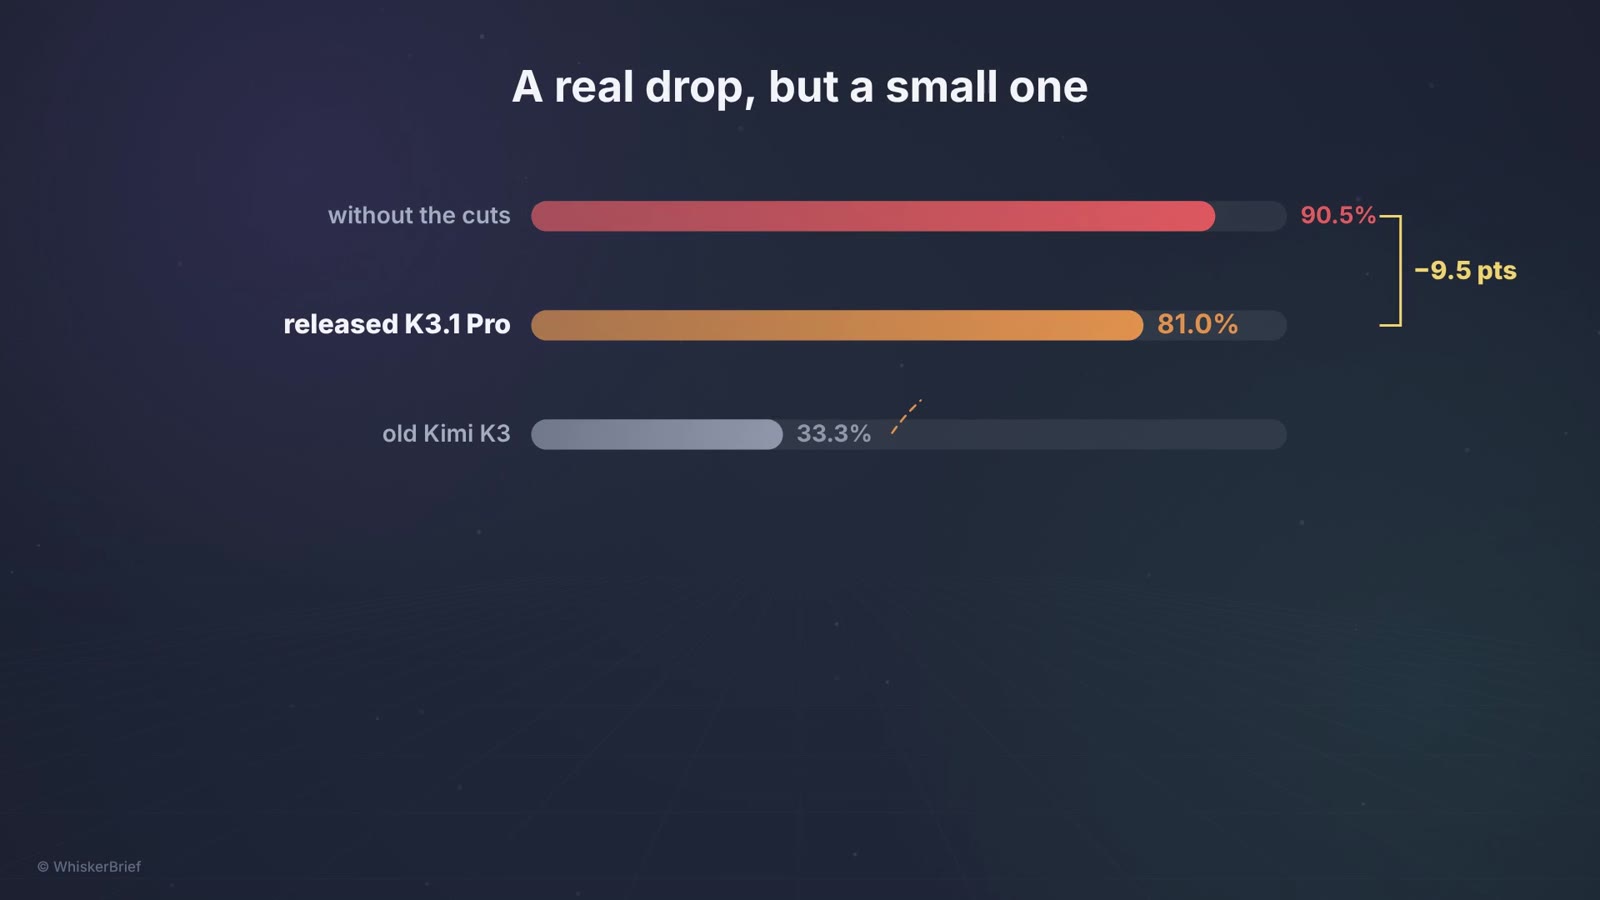 A real drop, but a small one
without the cuts 90.5%
−9.5 pts
released K3.1 Pro 81.0%
old Kimi K3 33.3%
© WhiskerBrief